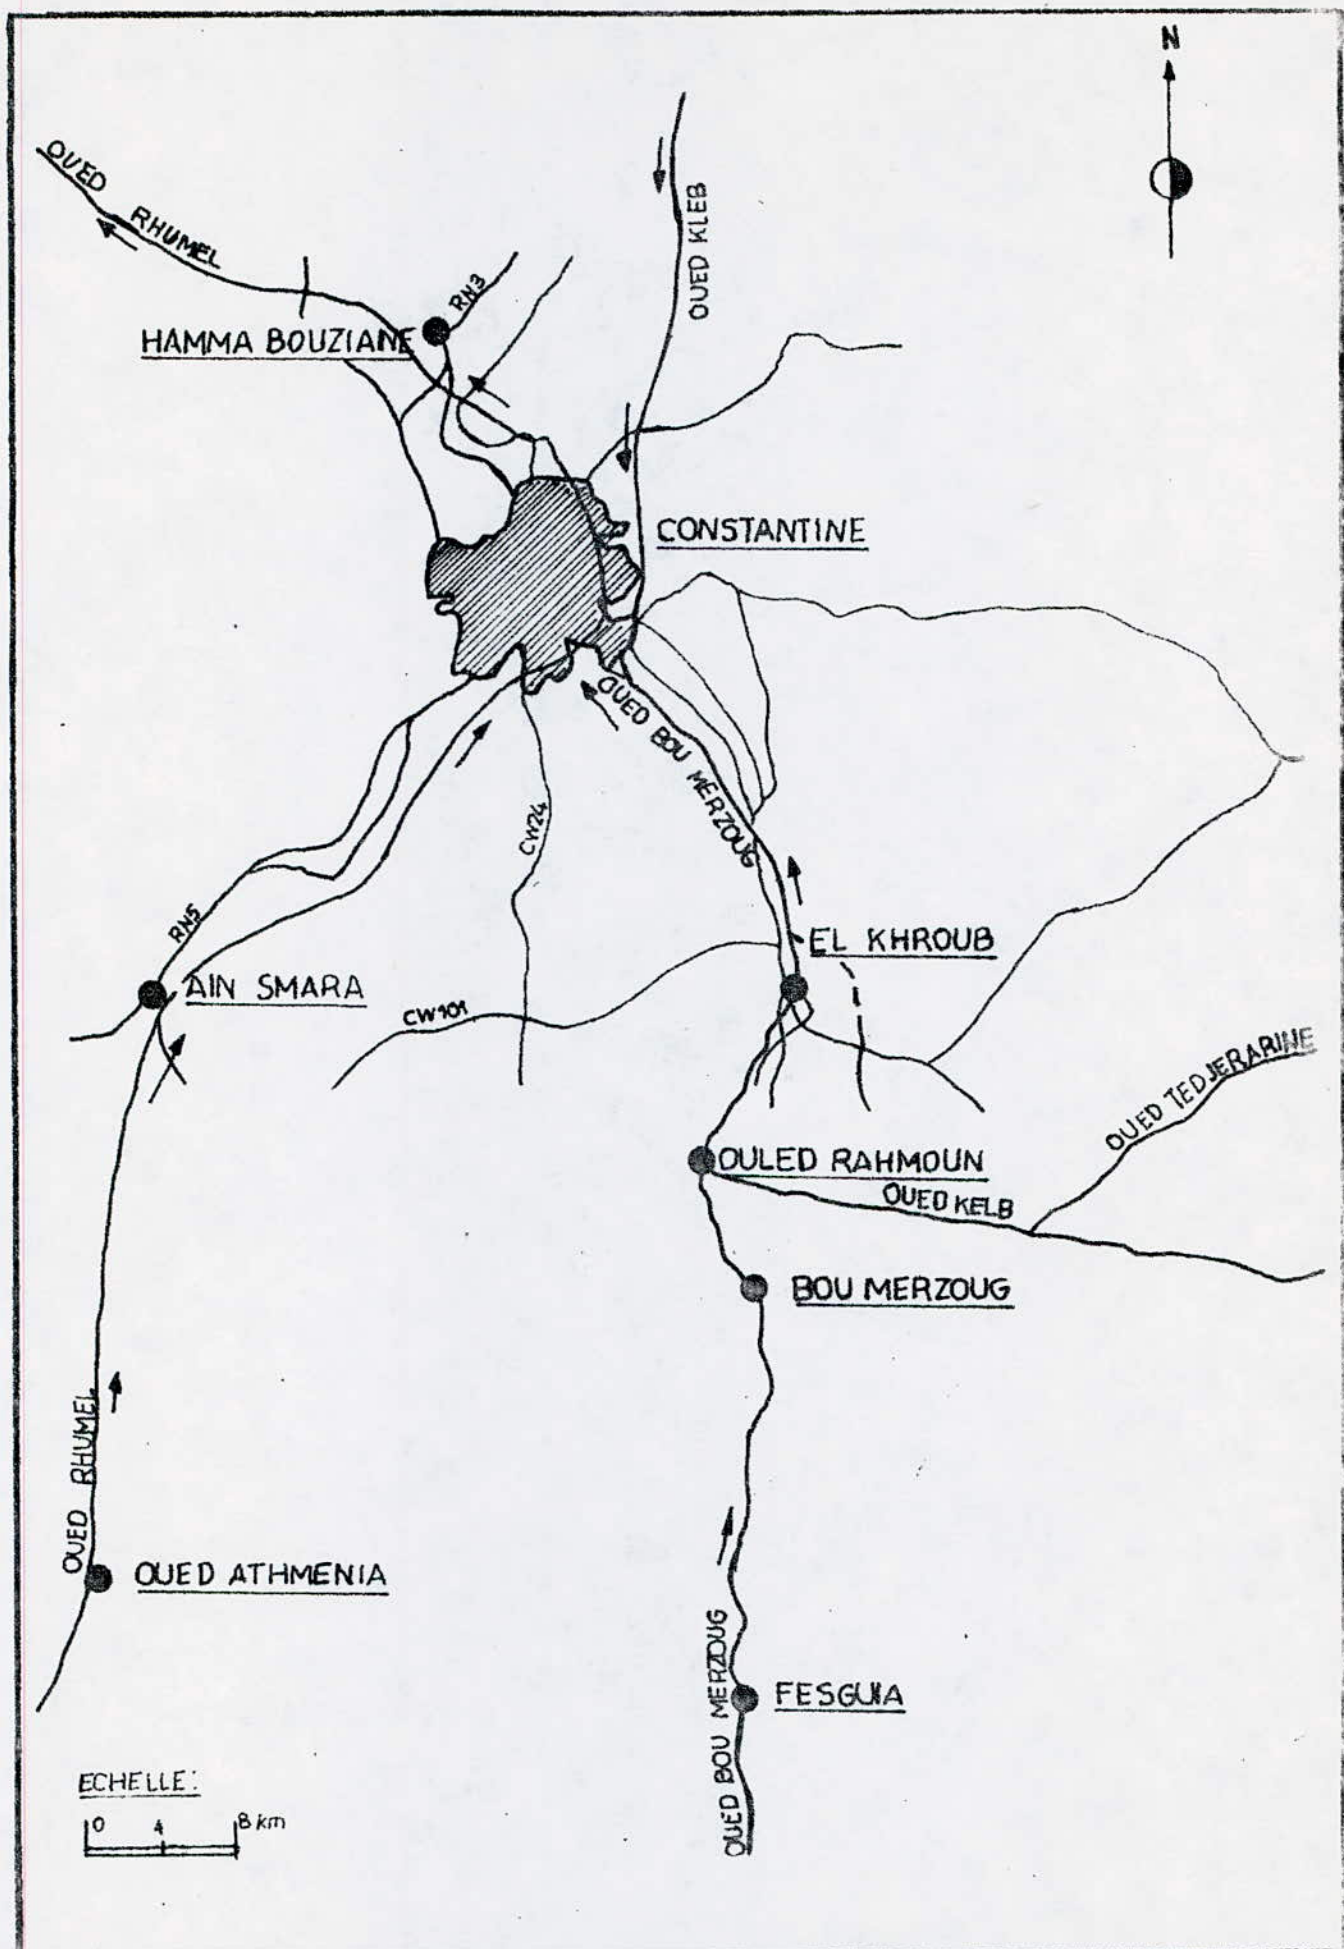 N
OUED
RHUMEL
OUED KLEB
RN3
HAMMA BOUZIANE
CONSTANTINE
OUED BOU MERZOUG
CW24
RN5
EL KHROUB
AIN SMARA
CW101
OUED TEDJERARINE
OULED RAHMOUN
OUED KELB
BOU MERZOUG
OUED RHUMEL
OUED ATHMENIA
OUED BOU MERZOUG
FESGUIA
ECHELLE:
0 4 8 km